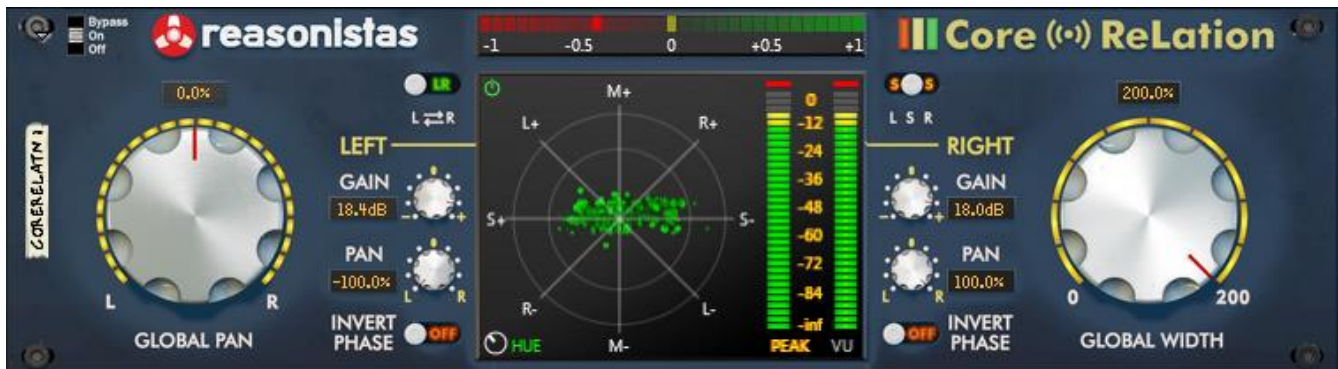 Bypass
On
Off
reasonistas
-1 -0.5 0 +0.5 +1
Core ReLation
CORERELATN 1
0.0%
L R
GLOBAL PAN
LR
L R
LEFT
GAIN
18.4dB
- +
PAN
-100.0%
L R
INVERT
PHASE
OFF
M+
L+ R+
S+ S-
R- L-
M-
HUE
0
-12
-24
-36
-48
-60
-72
-84
-inf
PEAK VU
S S
L S R
RIGHT
GAIN
18.0dB
- +
PAN
100.0%
L R
OFF
INVERT
PHASE
200.0%
0 200
GLOBAL WIDTH